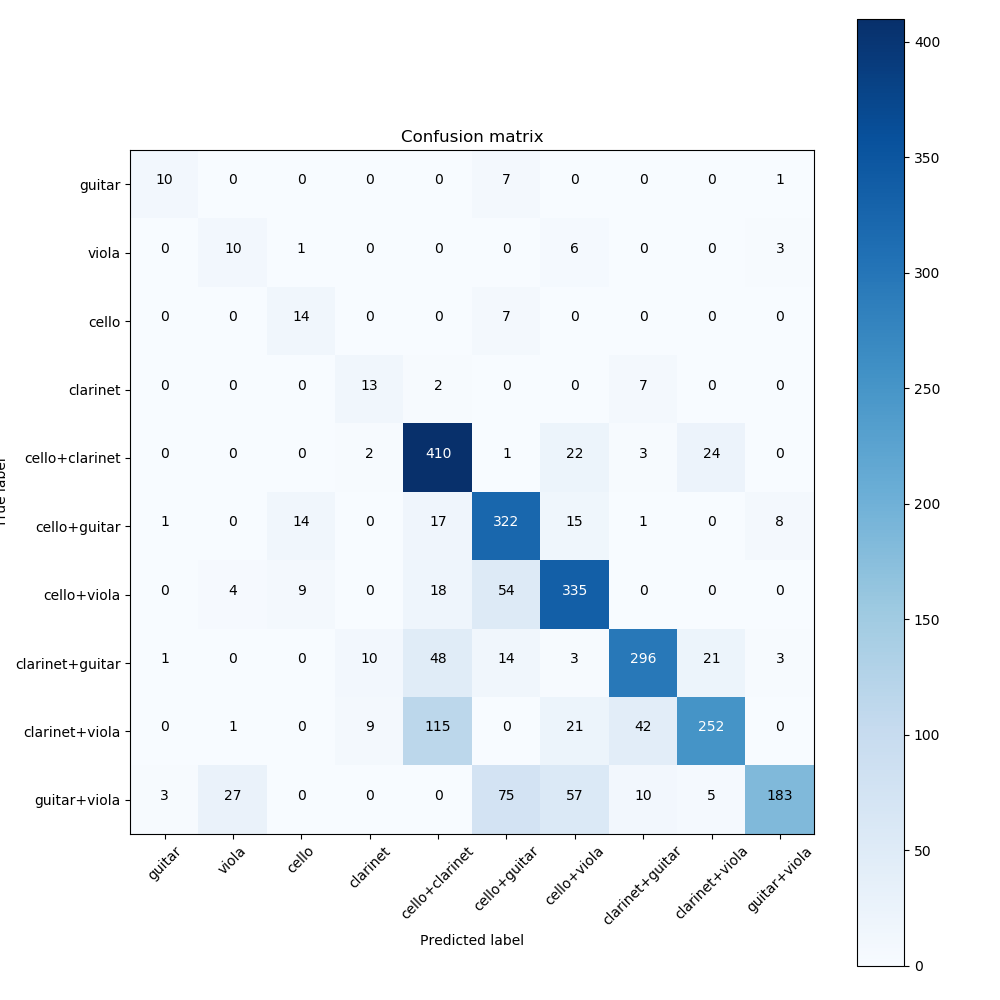 Confusion matrix
guitar 10 0 0 0 0 7 0 0 0 1
viola 0 10 1 0 0 0 6 0 0 3
cello 0 0 14 0 0 7 0 0 0 0
clarinet 0 0 0 13 2 0 0 7 0 0
cello+clarinet 0 0 0 2 410 1 22 3 24 0
cello+guitar 1 0 14 0 17 322 15 1 0 8
cello+viola 0 4 9 0 18 54 335 0 0 0
clarinet+guitar 1 0 0 10 48 14 3 296 21 3
clarinet+viola 0 1 0 9 115 0 21 42 252 0
guitar+viola 3 27 0 0 0 75 57 10 5 183
guitar viola cello clarinet cello+clarinet cello+guitar cello+viola clarinet+guitar clarinet+viola guitar+viola
Predicted label
True label
400
350
300
250
200
150
100
50
0